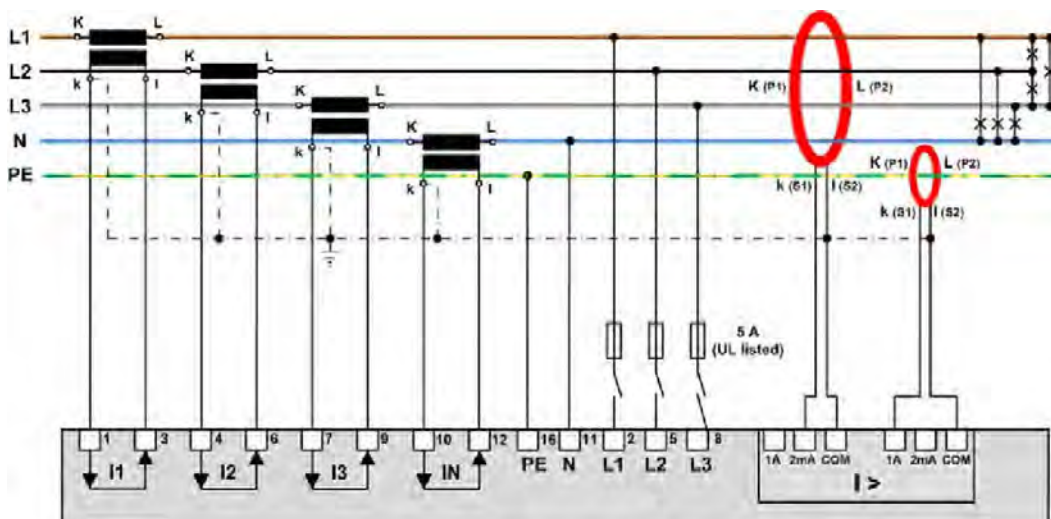 K L
L1
K L
L2
k l
K L
K (P1) L (P2)
L3
k l
K L
N
k l
K (P1) L (P2)
PE
k l
k (S1) l (S2)
k (S1) l (S2)
5 A
(UL listed)
1 3 4 6 7 9 10 12 16 11 2 5 8
I1 I2 I3 IN PE N L1 L2 L3
1A 2mA COM 1A 2mA COM
I >